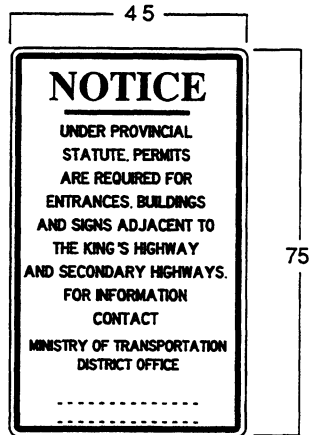 45
NOTICE
UNDER PROVINCIAL
STATUTE, PERMITS
ARE REQUIRED FOR
ENTRANCES, BUILDINGS
AND SIGNS ADJACENT TO
THE KING'S HIGHWAY
AND SECONDARY HIGHWAYS.
FOR INFORMATION
CONTACT
MINISTRY OF TRANSPORTATION
DISTRICT OFFICE
75